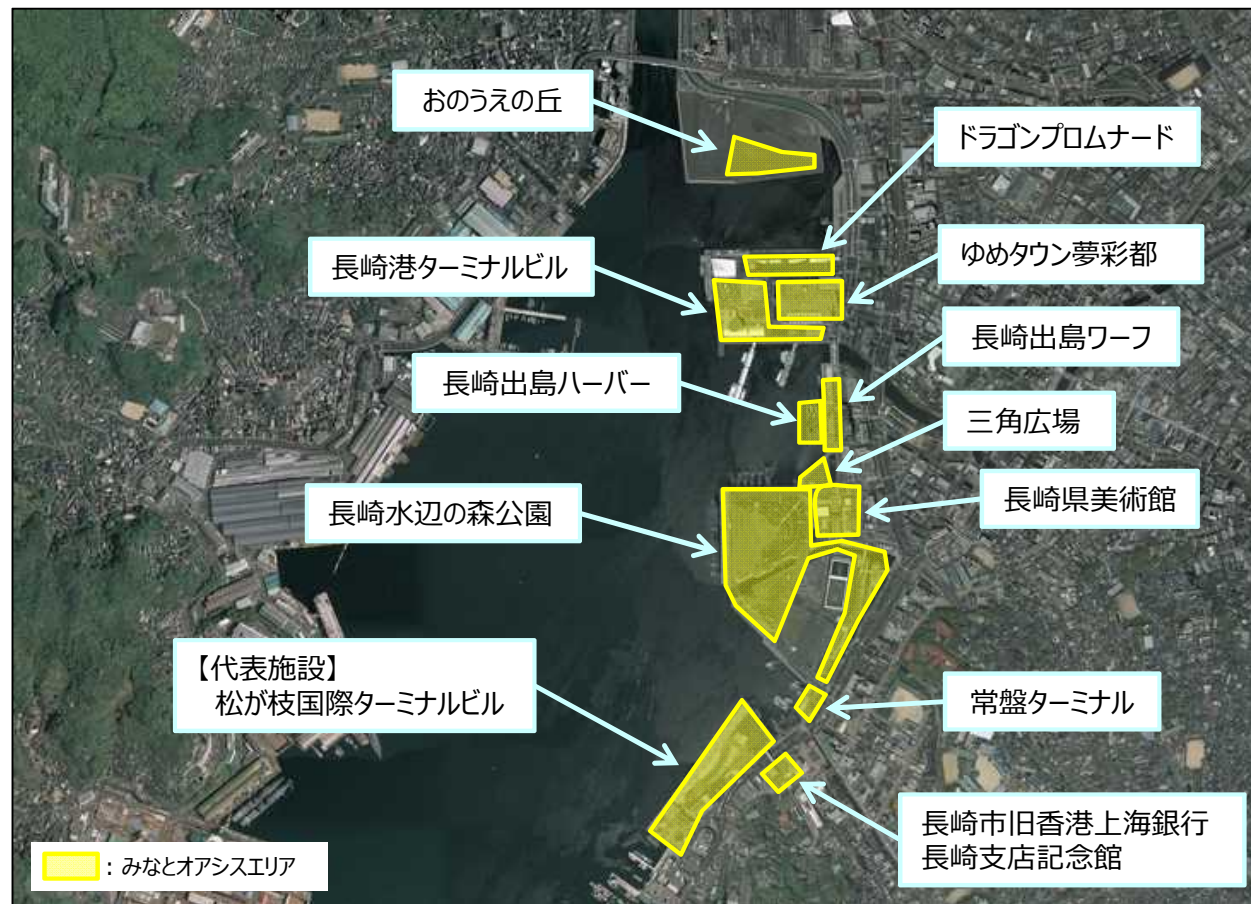 おのうえの丘
ドラゴンプロムナード
長崎港ターミナルビル
ゆめタウン夢彩都
長崎出島ワーフ
長崎出島ハーバー
三角広場
長崎県美術館
長崎水辺の森公園
【代表施設】
松が枝国際ターミナルビル
常盤ターミナル
長崎市旧香港上海銀行
長崎支店記念館
：みなとオアシスエリア